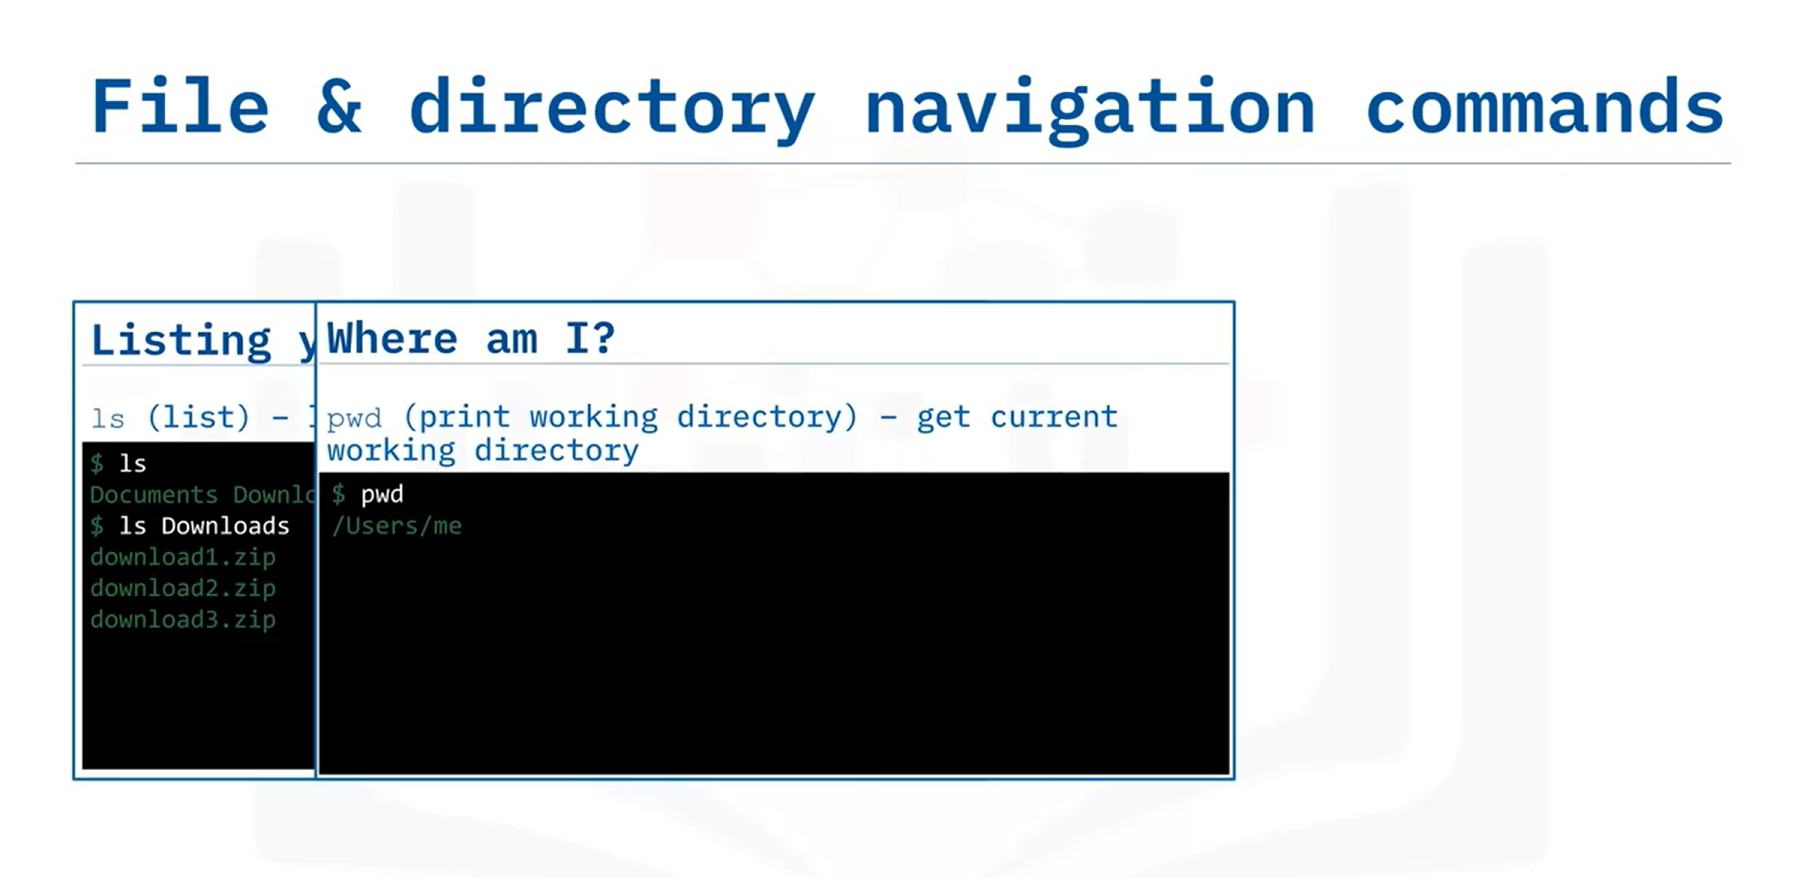 File & directory navigation commands
Listing
ls (list) –
$ ls
Documents
$ ls Downloads
download1.zip
download2.zip
download3.zip
Where am I?
pwd (print working directory) – get current
working directory
$ pwd
/Users/me